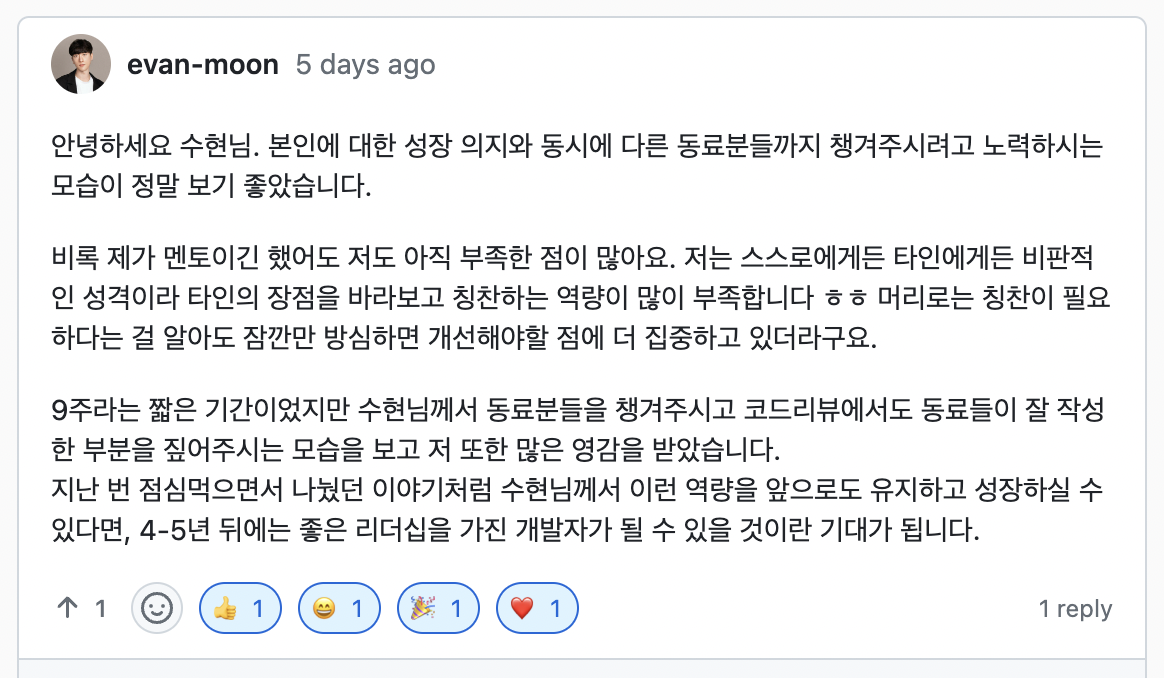 evan-moon 5 days ago
안녕하세요 수현님. 본인에 대한 성장 의지와 동시에 다른 동료분들까지 챙겨주시려고 노력하시는
모습이 정말 보기 좋았습니다.
비록 제가 멘토이긴 했어도 저도 아직 부족한 점이 많아요. 저는 스스로에게든 타인에게든 비판적
인 성격이라 타인의 장점을 바라보고 칭찬하는 역량이 많이 부족합니다 ㅎㅎ 머리로는 칭찬이 필요
하다는 걸 알아도 잠깐만 방심하면 개선해야할 점에 더 집중하고 있더라구요.
9주라는 짧은 기간이었지만 수현님께서 동료분들을 챙겨주시고 코드리뷰에서도 동료들이 잘 작성
한 부분을 짚어주시는 모습을 보고 저 또한 많은 영감을 받았습니다.
지난 번 점심먹으면서 나눴던 이야기처럼 수현님께서 이런 역량을 앞으로도 유지하고 성장하실 수
있다면, 4-5년 뒤에는 좋은 리더십을 가진 개발자가 될 수 있을 것이란 기대가 됩니다.
↑ 1 👍 1 😄 1 🎉 1 ❤️ 1 1 reply